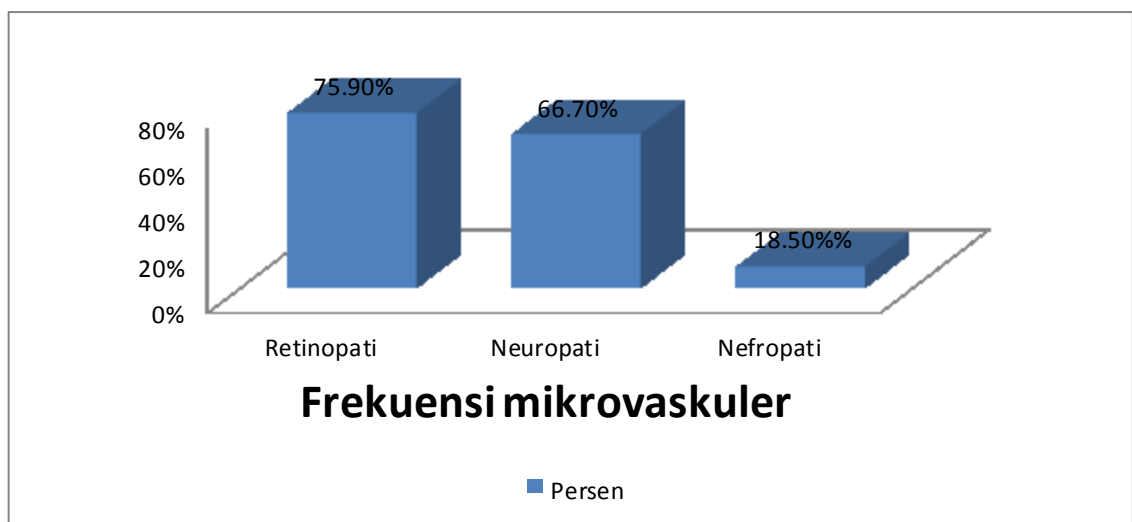 75.90%
66.70%
18.50%%
80%
60%
40%
20%
0%
Retinopati Neuropati Nefropati
Frekuensi mikrovaskuler
Persen